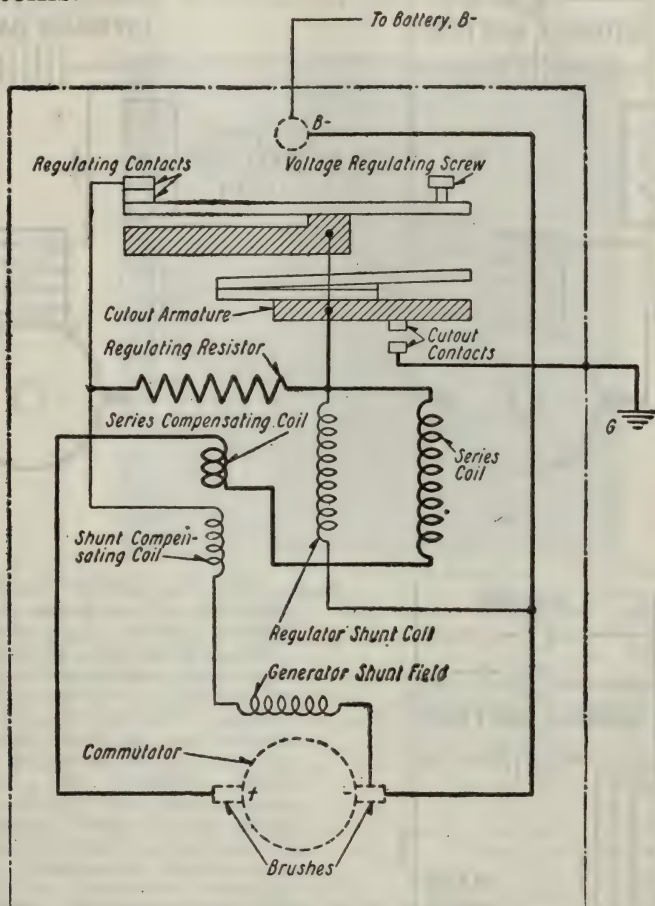 To Battery, B-
B-
Regulating Contacts
Voltage Regulating Screw
Cutout Armature
Cutout
Contacts
Regulating Resistor
Series Compensating Coil
G
Series
Coil
Shunt Compen-
sating Coil
Regulator Shunt Coil
Generator Shunt Field
Commutator
+
-
Brushes